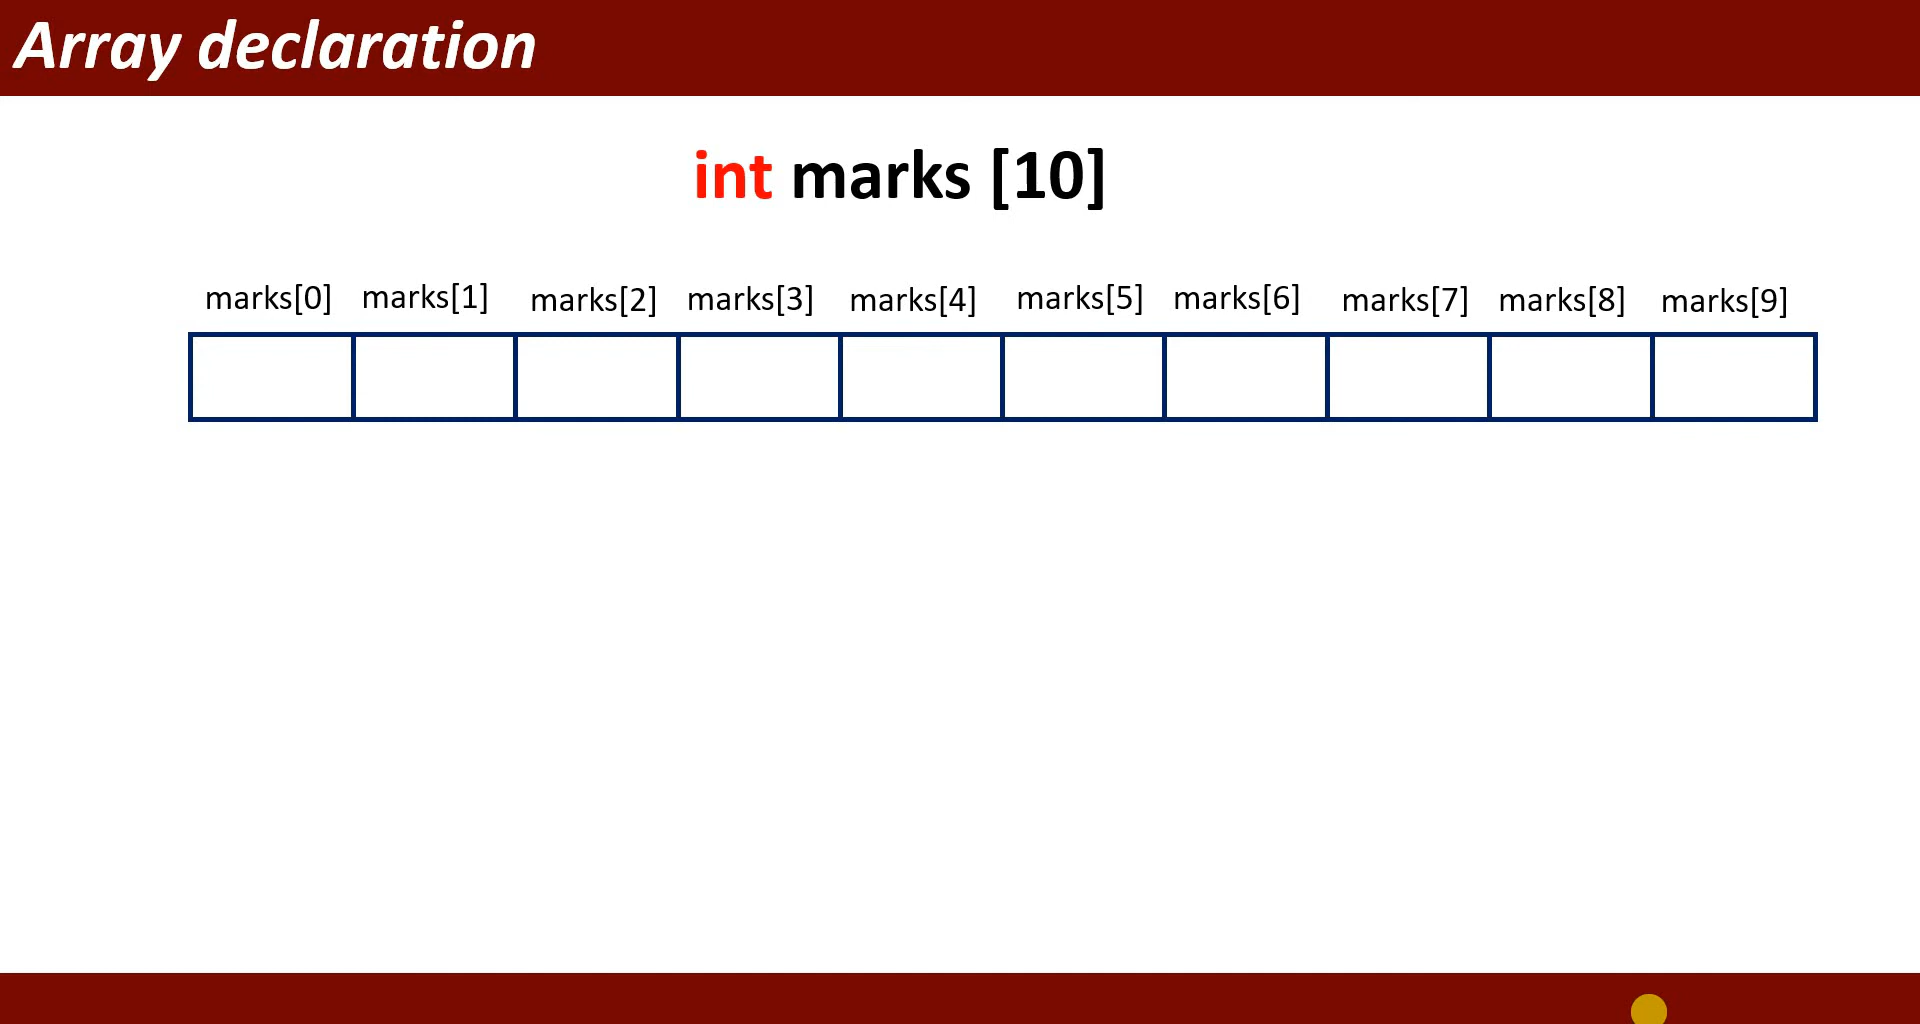 Array declaration
int marks [10]
marks[0] marks[1] marks[2] marks[3] marks[4] marks[5] marks[6] marks[7] marks[8] marks[9]